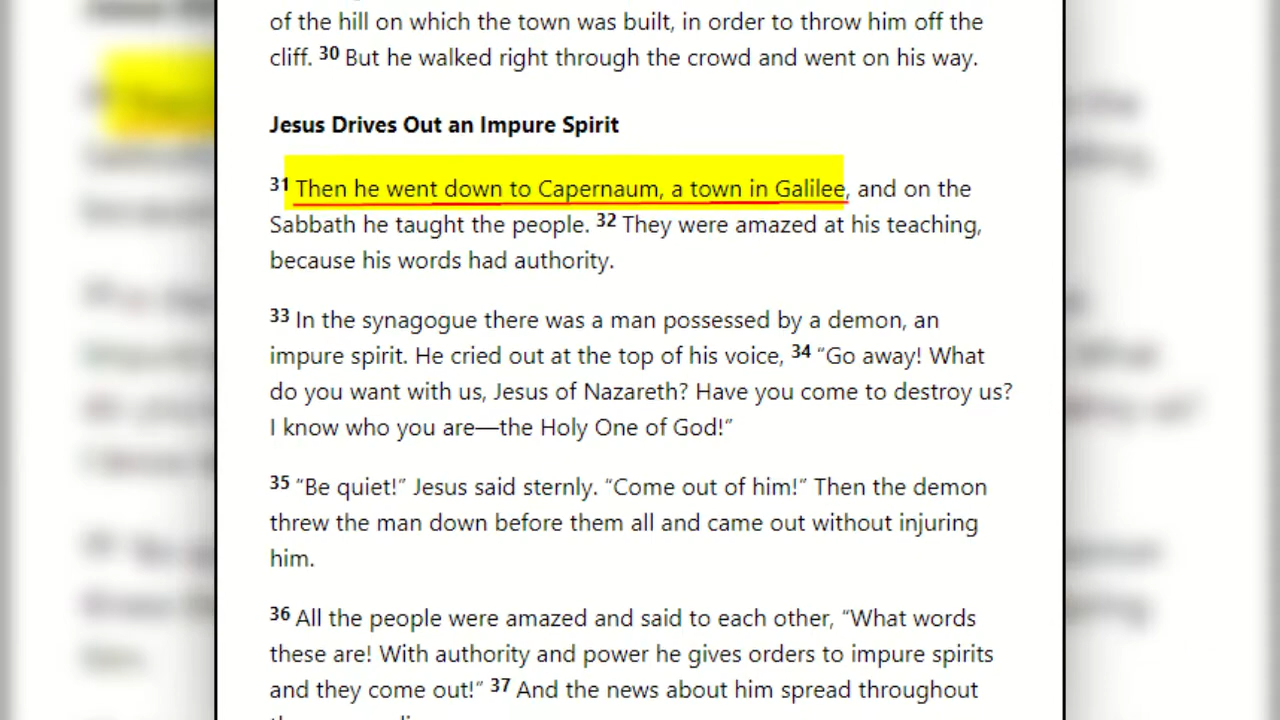 of the hill on which the town was built, in order to throw him off the
cliff. 30 But he walked right through the crowd and went on his way.
Jesus Drives Out an Impure Spirit
31 Then he went down to Capernaum, a town in Galilee, and on the
Sabbath he taught the people. 32 They were amazed at his teaching,
because his words had authority.
33 In the synagogue there was a man possessed by a demon, an
impure spirit. He cried out at the top of his voice, 34 “Go away! What
do you want with us, Jesus of Nazareth? Have you come to destroy us?
I know who you are—the Holy One of God!”
35 “Be quiet!” Jesus said sternly. “Come out of him!” Then the demon
threw the man down before them all and came out without injuring
him.
36 All the people were amazed and said to each other, “What words
these are! With authority and power he gives orders to impure spirits
and they come out!” 37 And the news about him spread throughout